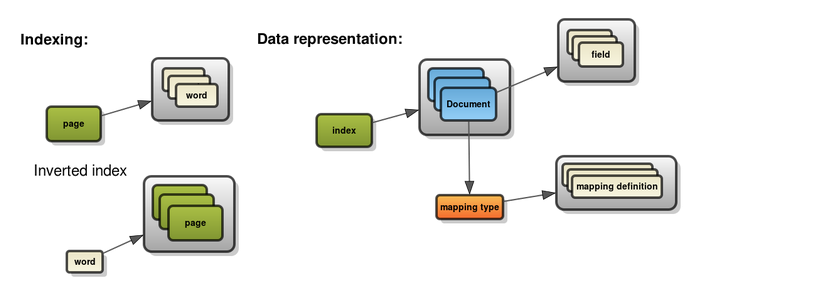 Indexing:
word
page
Inverted index
page
word
Data representation:
field
Document
index
mapping definition
mapping type